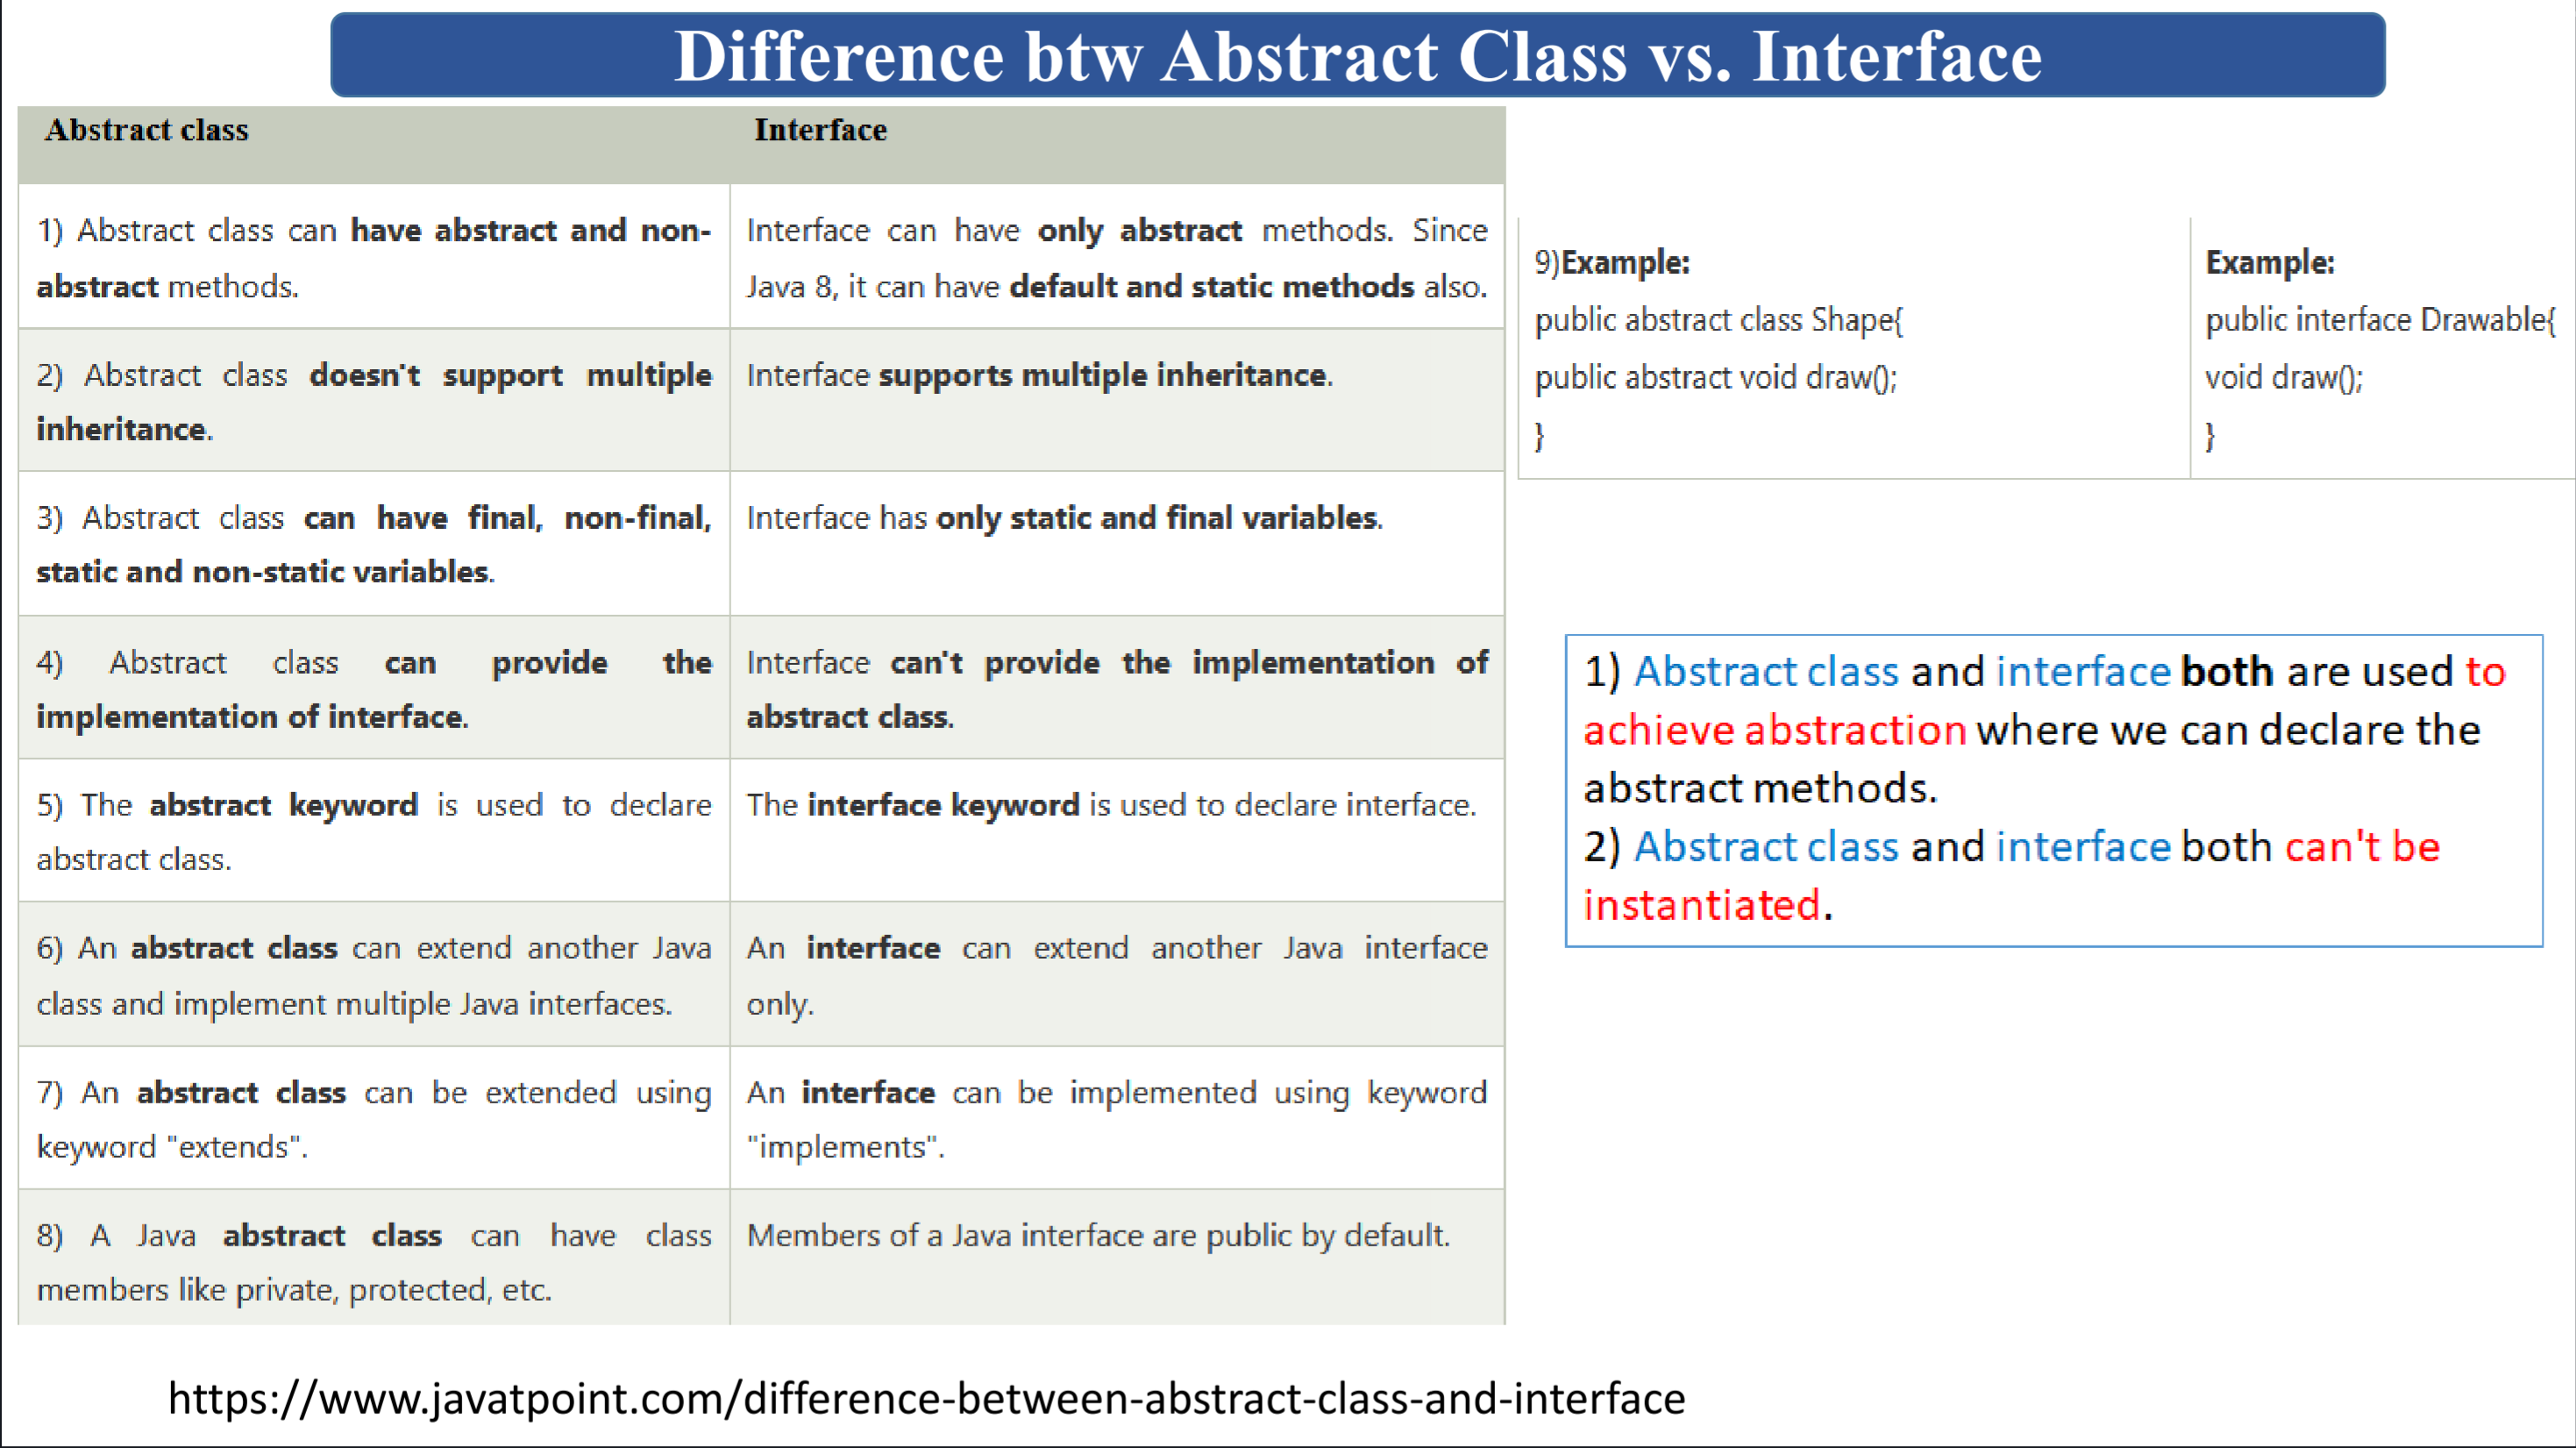 Difference btw Abstract Class vs. Interface
Abstract class
Interface
1) Abstract class can have abstract and non-
abstract methods.
Interface can have only abstract methods. Since
Java 8, it can have default and static methods also.
2) Abstract class doesn't support multiple
inheritance.
Interface supports multiple inheritance.
3) Abstract class can have final, non-final,
static and non-static variables.
Interface has only static and final variables.
4) Abstract class can provide the
implementation of interface.
Interface can't provide the implementation of
abstract class.
5) The abstract keyword is used to declare
abstract class.
The interface keyword is used to declare interface.
6) An abstract class can extend another Java
class and implement multiple Java interfaces.
An interface can extend another Java interface
only.
7) An abstract class can be extended using
keyword "extends".
An interface can be implemented using keyword
"implements".
8) A Java abstract class can have class
members like private, protected, etc.
Members of a Java interface are public by default.
9)Example:
public abstract class Shape{
public abstract void draw();
}
Example:
public interface Drawable{
void draw();
}
1) Abstract class and interface both are used to
achieve abstraction where we can declare the
abstract methods.
2) Abstract class and interface both can't be
instantiated.
https://www.javatpoint.com/difference-between-abstract-class-and-interface